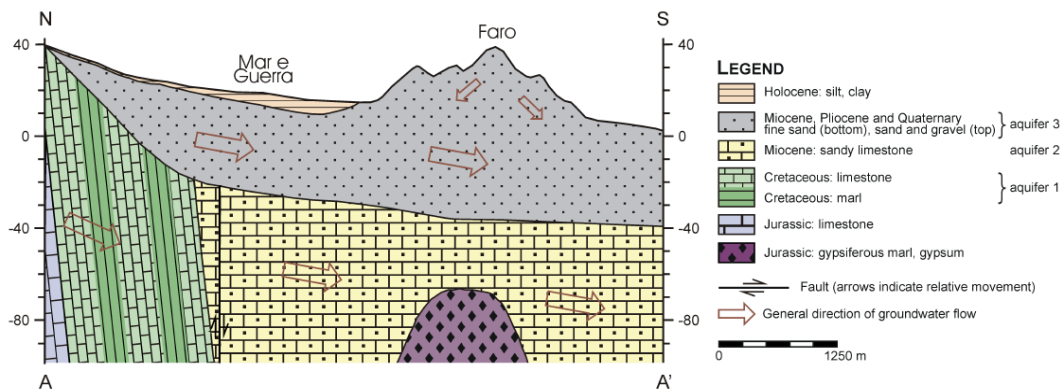 N
S
Faro
Mar e
Guerra
40
0
-40
-80
40
0
-40
-80
A
A'
LEGEND
Holocene: silt, clay
Miocene, Pliocene and Quaternary
fine sand (bottom), sand and gravel (top)
aquifer 3
Miocene: sandy limestone
aquifer 2
Cretaceous: limestone
Cretaceous: marl
aquifer 1
Jurassic: limestone
Jurassic: gypsiferous marl, gypsum
Fault (arrows indicate relative movement)
General direction of groundwater flow
0
1250 m